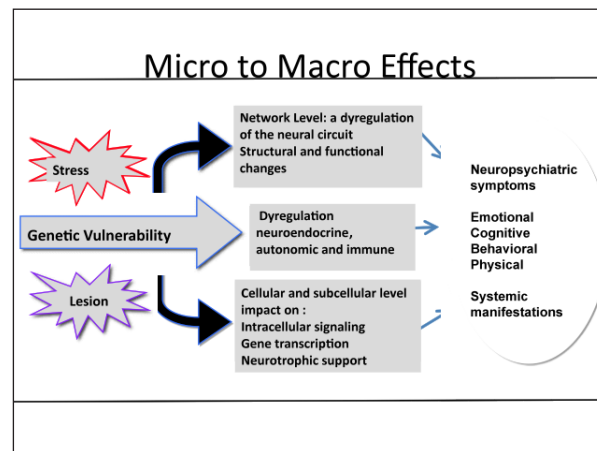 Micro to Macro Effects
Stress
Genetic Vulnerability
Lesion
Network Level: a dyregulation
of the neural circuit
Structural and functional
changes
Dyregulation
neuroendocrine,
autonomic and immune
Cellular and subcellular level
impact on :
Intracellular signaling
Gene transcription
Neurotrophic support
Neuropsychiatric
symptoms
Emotional
Cognitive
Behavioral
Physical
Systemic
manifestations